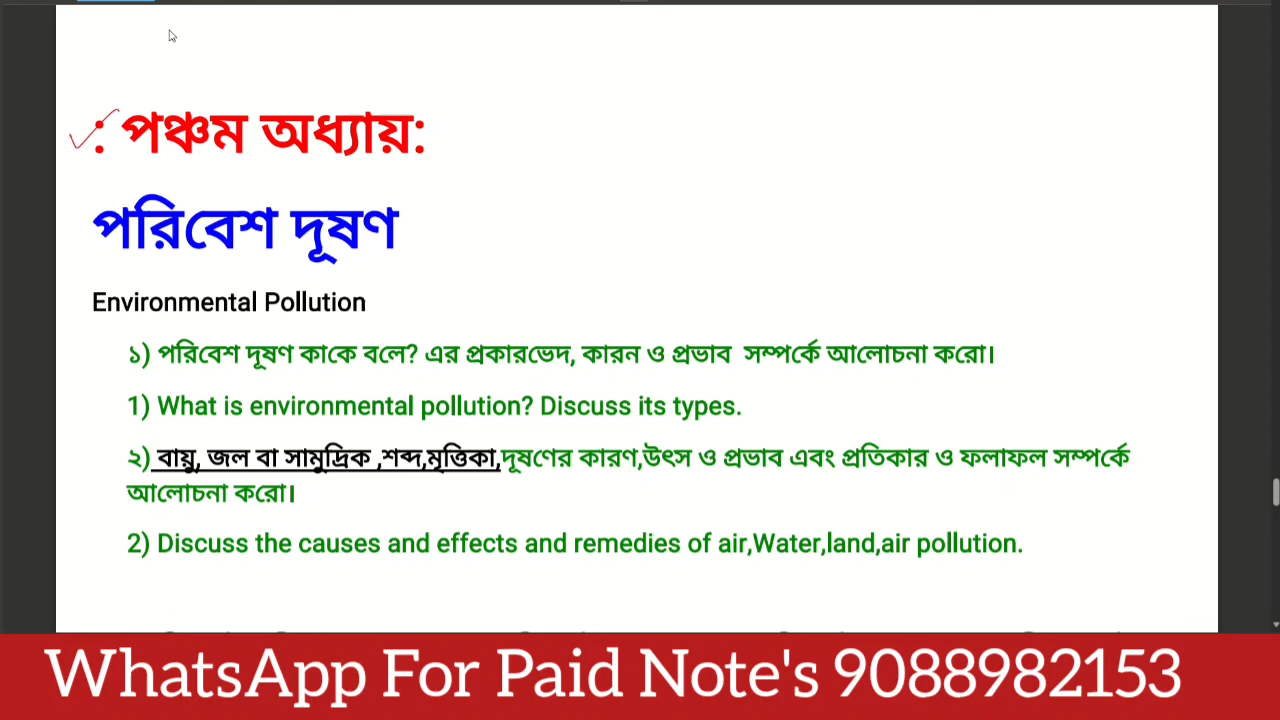 : পঞ্চম অধ্যায়:
পরিবেশ দূষণ
Environmental Pollution
১) পরিবেশ দূষণ কাকে বলে? এর প্রকারভেদ, কারন ও প্রভাব সম্পর্কে আলোচনা করো।
1) What is environmental pollution? Discuss its types.
২) বায়ু, জল বা সামুদ্রিক ,শব্দ,মৃত্তিকা,দূষণের কারণ,উৎস ও প্রভাব এবং প্রতিকার ও ফলাফল সম্পর্কে
আলোচনা করো।
2) Discuss the causes and effects and remedies of air,Water,land,air pollution.
WhatsApp For Paid Note's 9088982153